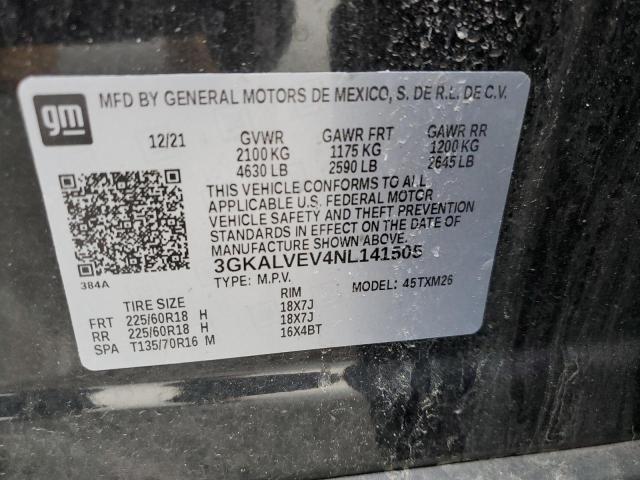 gm
MFD BY GENERAL MOTORS DE MEXICO, S. DE R.L. DE C.V.
12/21 GVWR GAWR FRT GAWR RR
2100 KG 1175 KG 1200 KG
4630 LB 2590 LB 2645 LB
THIS VEHICLE CONFORMS TO ALL
APPLICABLE U.S. FEDERAL MOTOR
VEHICLE SAFETY AND THEFT PREVENTION
STANDARDS IN EFFECT ON THE DATE OF
MANUFACTURE SHOWN ABOVE.
3GKALVEV4NL141505
384A TYPE: M.P.V. MODEL: 45TXM26
TIRE SIZE RIM
FRT 225/60R18 H 18X7J
RR 225/60R18 H 18X7J
SPA T135/70R16 M 16X4BT